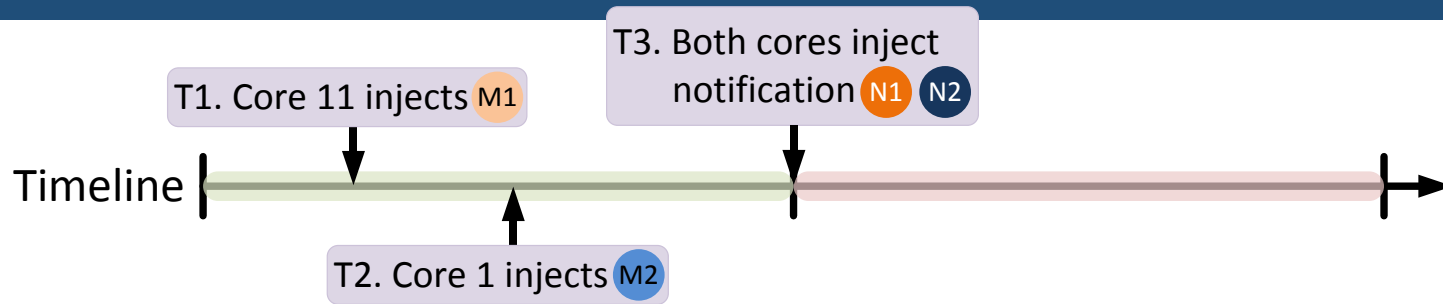 T3. Both cores inject
notification N1 N2
T1. Core 11 injects M1
Timeline
T2. Core 1 injects M2